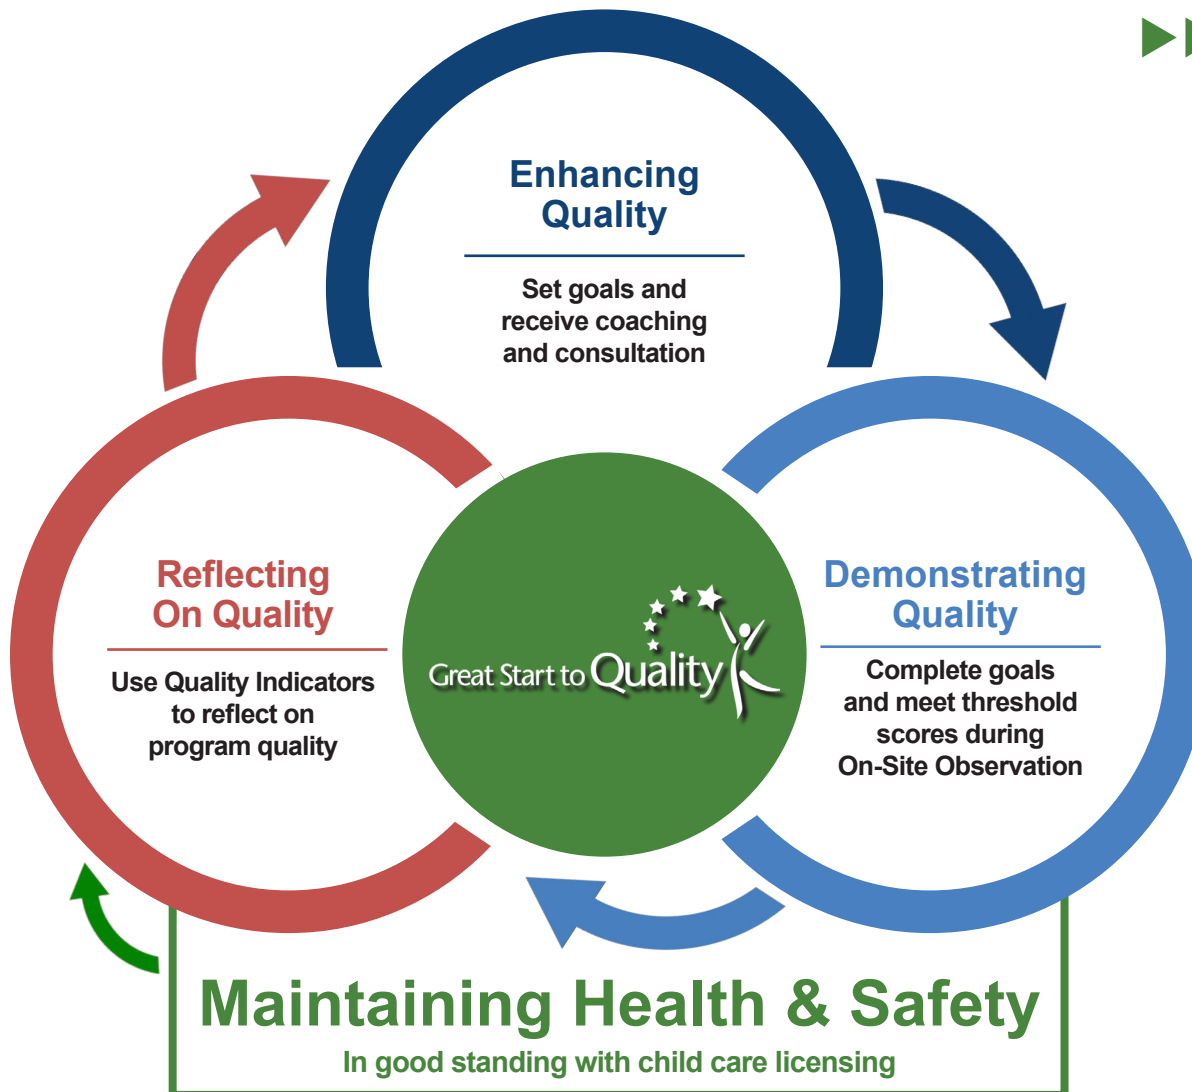 Enhancing
Quality
Set goals and
receive coaching
and consultation
Reflecting
On Quality
Use Quality Indicators
to reflect on
program quality
Great Start to Quality
Demonstrating
Quality
Complete goals
and meet threshold
scores during
On-Site Observation
Maintaining Health & Safety
In good standing with child care licensing